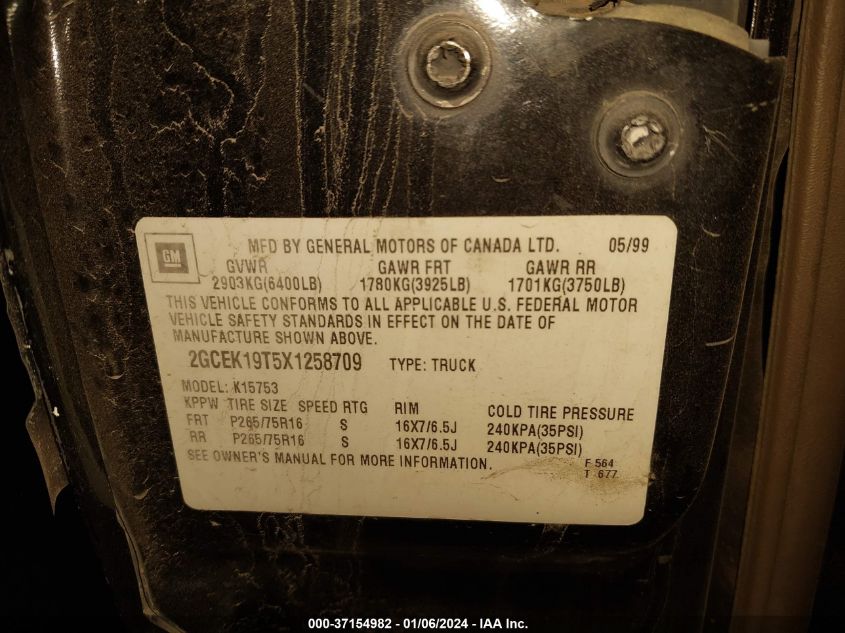 GM
MFD BY GENERAL MOTORS OF CANADA LTD. 05/99
GVWR GAWR FRT GAWR RR
2903KG(6400LB) 1780KG(3925LB) 1701KG(3750LB)
THIS VEHICLE CONFORMS TO ALL APPLICABLE U.S. FEDERAL MOTOR
VEHICLE SAFETY STANDARDS IN EFFECT ON THE DATE OF
MANUFACTURE SHOWN ABOVE.
2GCEK19T5X1258709 TYPE: TRUCK
MODEL: K15753
KPPW TIRE SIZE SPEED RTG RIM COLD TIRE PRESSURE
FRT P265/75R16 S 16X7/6.5J 240KPA(35PSI)
RR P265/75R16 S 16X7/6.5J 240KPA(35PSI)
SEE OWNER'S MANUAL FOR MORE INFORMATION.
F 564
T 677
000-37154982 - 01/06/2024 - IAA Inc.